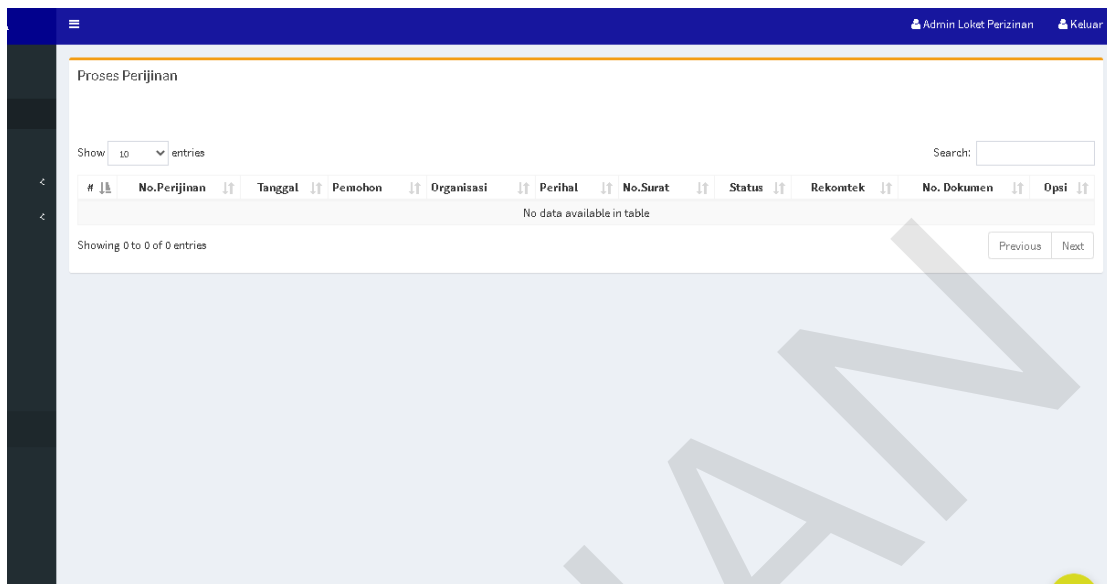 Admin Loket Perizinan Keluar
Proses Perijinan
Show 10 entries Search:
# No.Perijinan Tanggal Pemohon Organisasi Perihal No.Surat Status Rekomtek No. Dokumen Opsi
No data available in table
Showing 0 to 0 of 0 entries Previous Next
AN